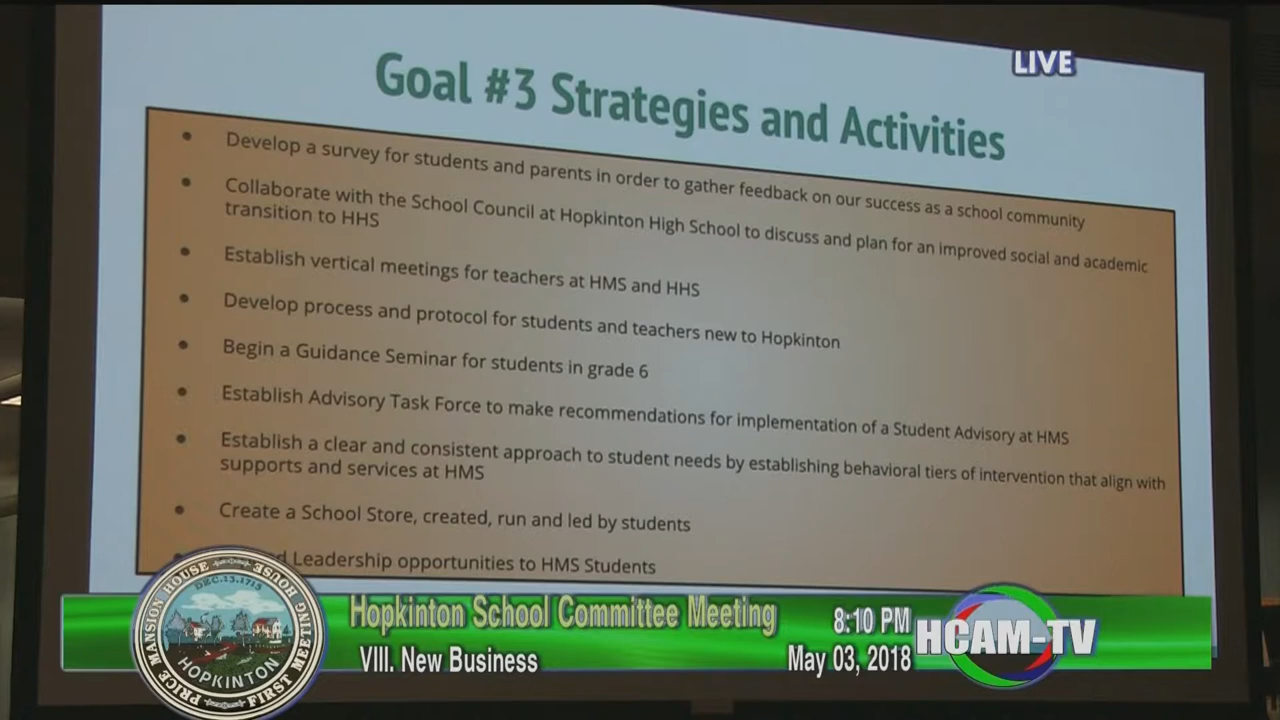 LIVE
Goal #3 Strategies and Activities
• Develop a survey for students and parents in order to gather feedback on our success as a school community
• Collaborate with the School Council at Hopkinton High School to discuss and plan for an improved social and academic
transition to HHS
• Establish vertical meetings for teachers at HMS and HHS
• Develop process and protocol for students and teachers new to Hopkinton
• Begin a Guidance Seminar for students in grade 6
• Establish Advisory Task Force to make recommendations for implementation of a Student Advisory at HMS
• Establish a clear and consistent approach to student needs by establishing behavioral tiers of intervention that align with
supports and services at HMS
• Create a School Store, created, run and led by students
• Leadership opportunities to HMS Students
Hopkinton School Committee Meeting
8:10 PM
VIII. New Business
May 03, 2018
HCAM-TV
PRICE MANSION HOUSE
FIRST MEETING HOUSE
DEC.13.1715
HOPKINTON